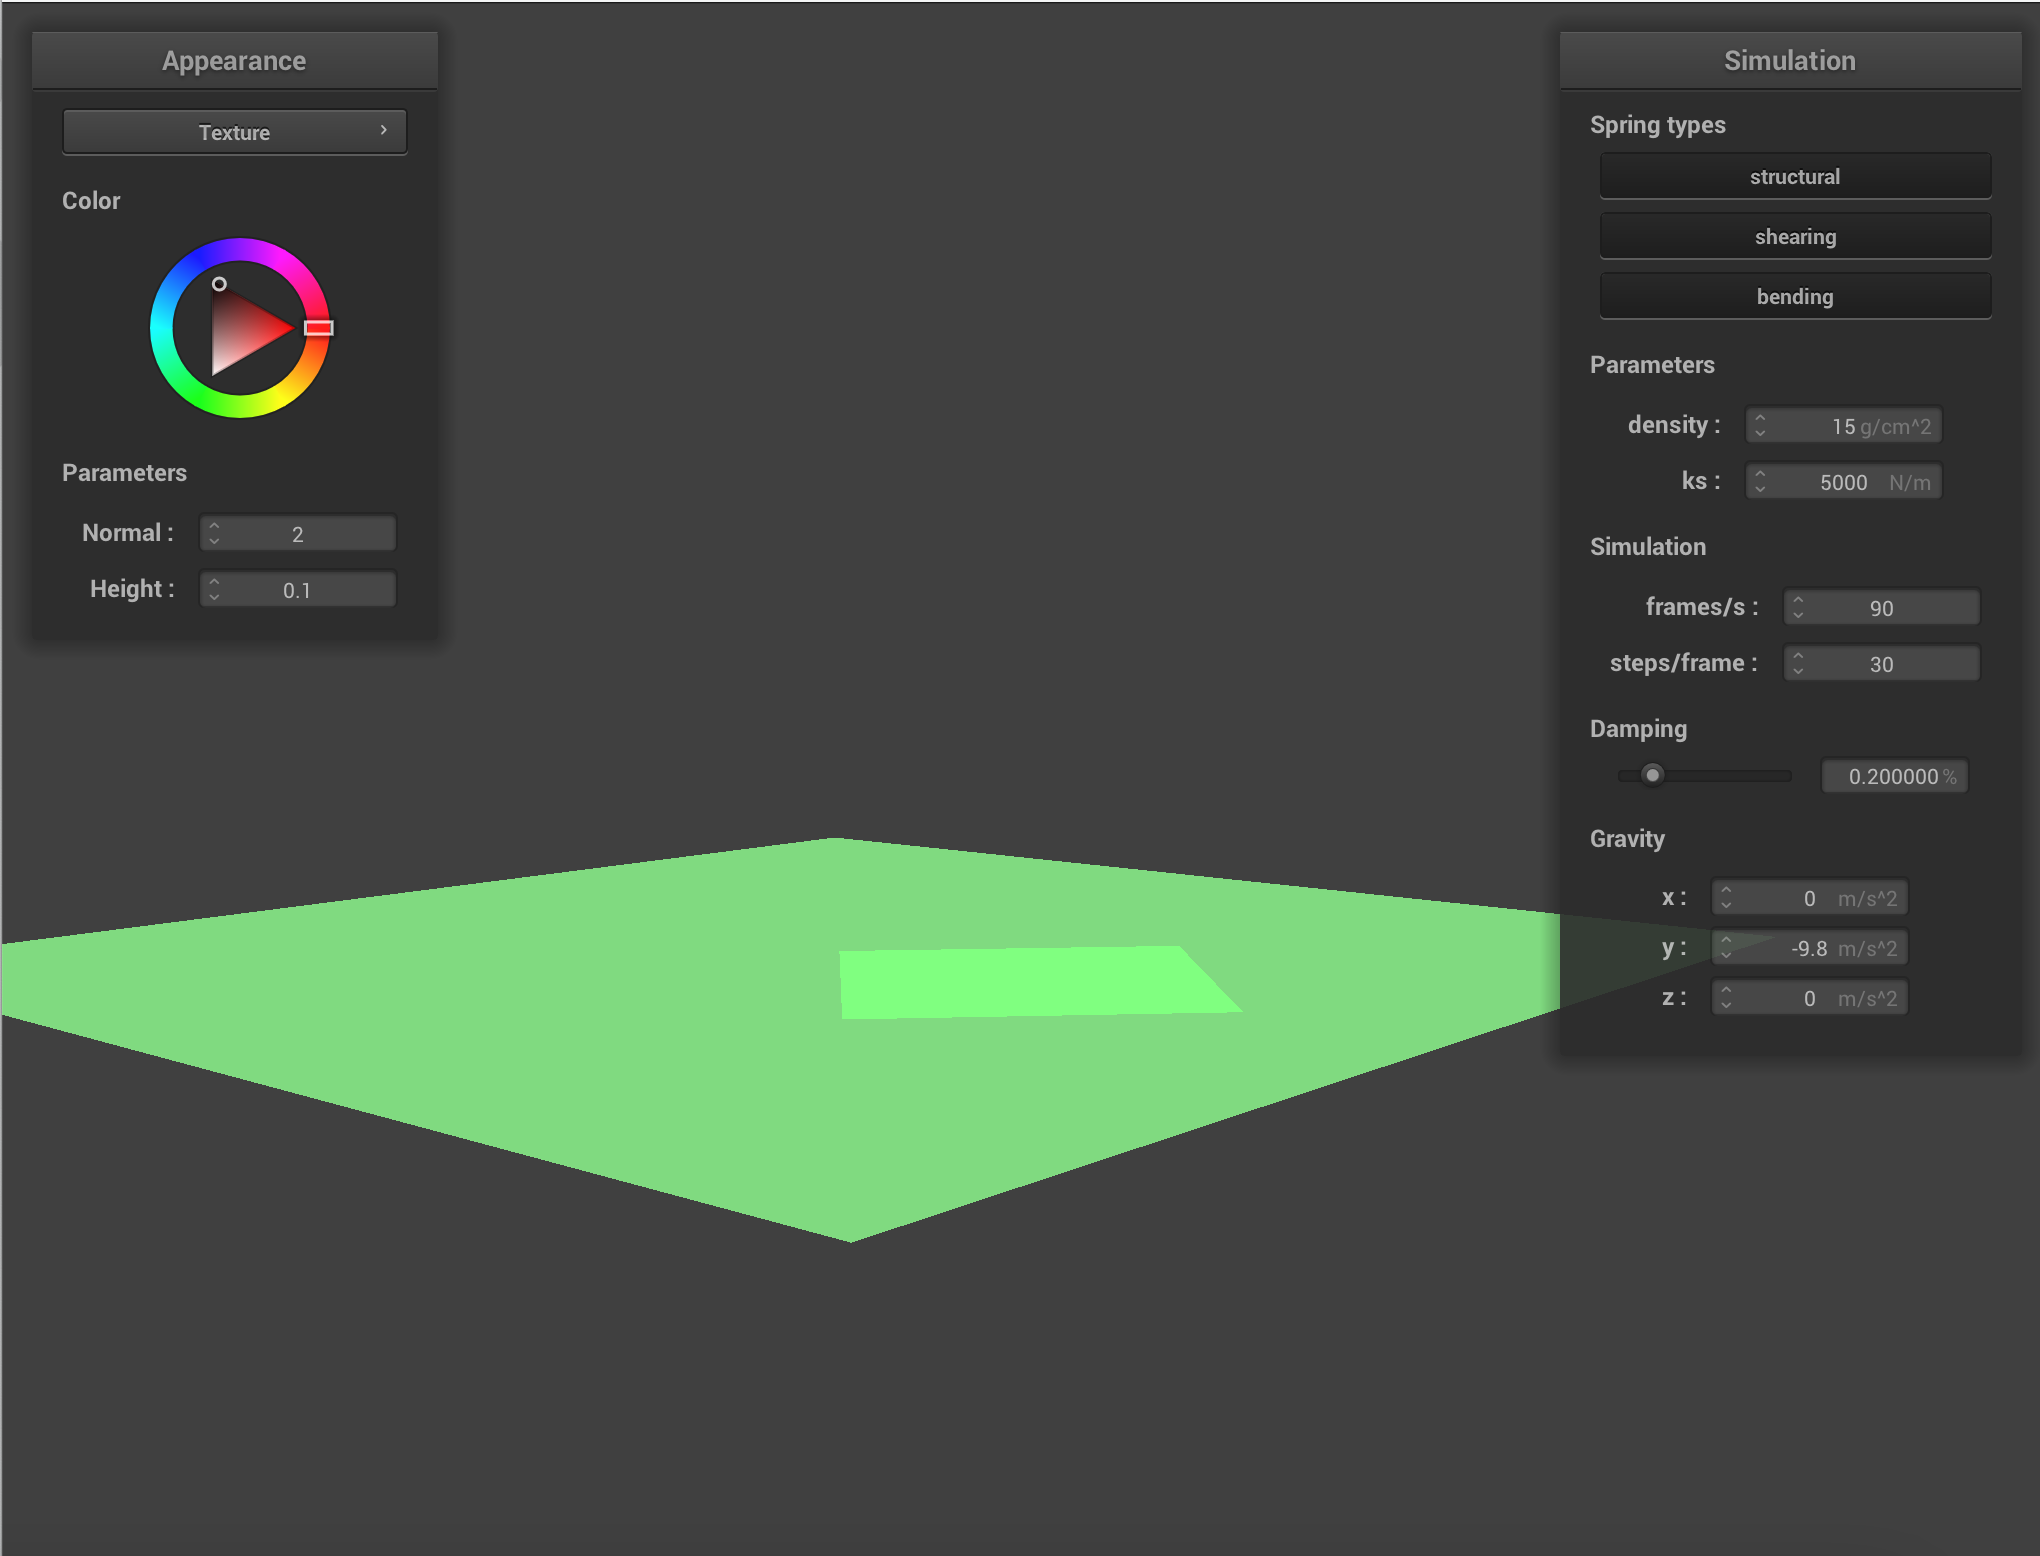 Appearance
Texture
Color
Parameters
Normal : 2
Height : 0.1
Simulation
Spring types
structural
shearing
bending
Parameters
density : 15 g/cm^2
ks : 5000 N/m
Simulation
frames/s : 90
steps/frame : 30
Damping
0.200000 %
Gravity
x : 0 m/s^2
y : -9.8 m/s^2
z : 0 m/s^2